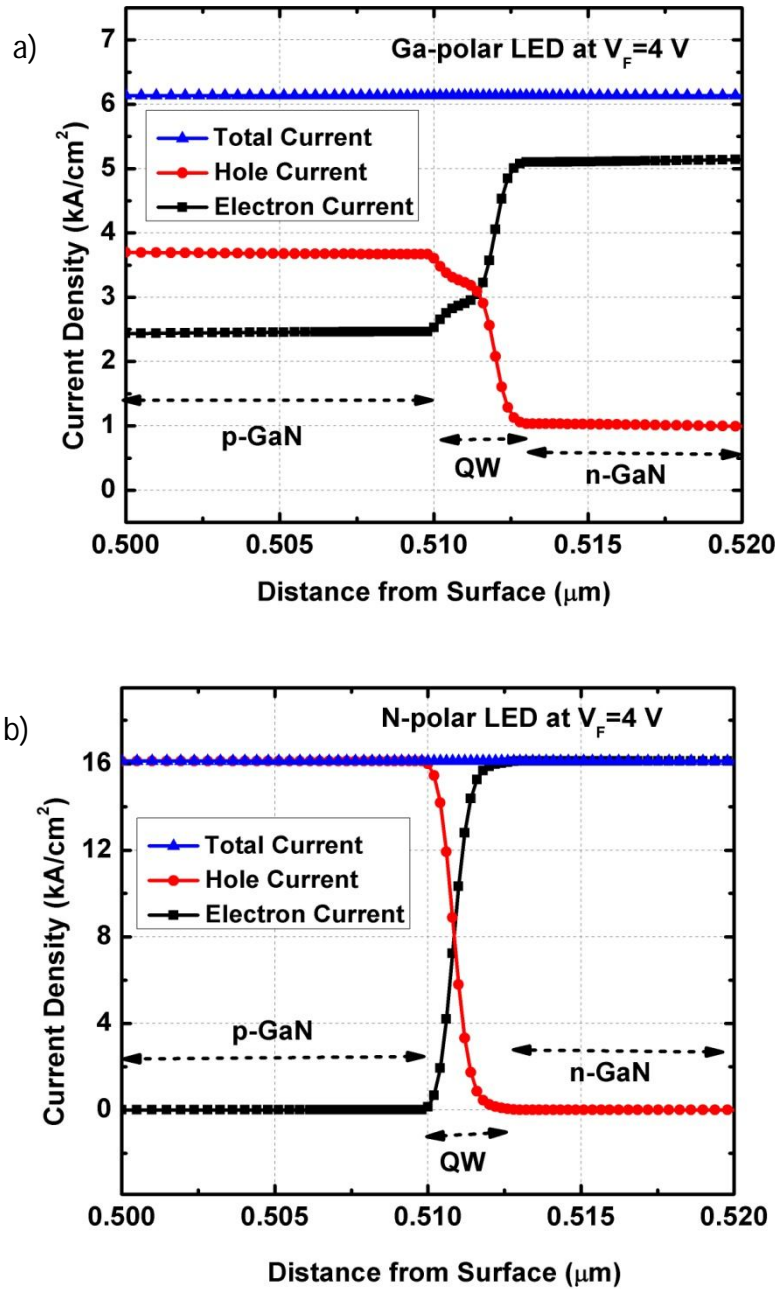 a)
Ga-polar LED at V_F=4 V
7
6
5
4
3
2
1
0
Current Density (kA/cm²)
Total Current
Hole Current
Electron Current
p-GaN
QW
n-GaN
0.500 0.505 0.510 0.515 0.520
Distance from Surface (μm)
b)
N-polar LED at V_F=4 V
16
12
8
4
0
Current Density (kA/cm²)
Total Current
Hole Current
Electron Current
p-GaN
n-GaN
QW
0.500 0.505 0.510 0.515 0.520
Distance from Surface (μm)